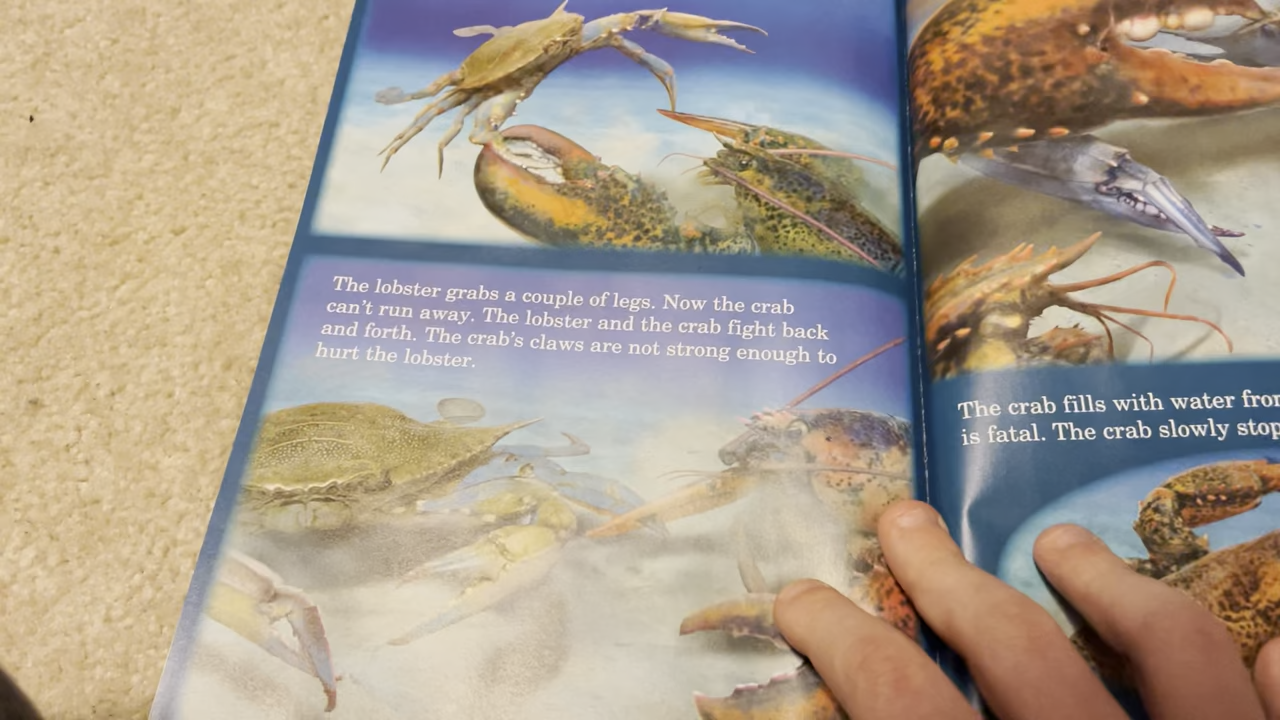 The lobster grabs a couple of legs. Now the crab
can't run away. The lobster and the crab fight back
and forth. The crab's claws are not strong enough to
hurt the lobster.
The crab fills with water from
is fatal. The crab slowly stop